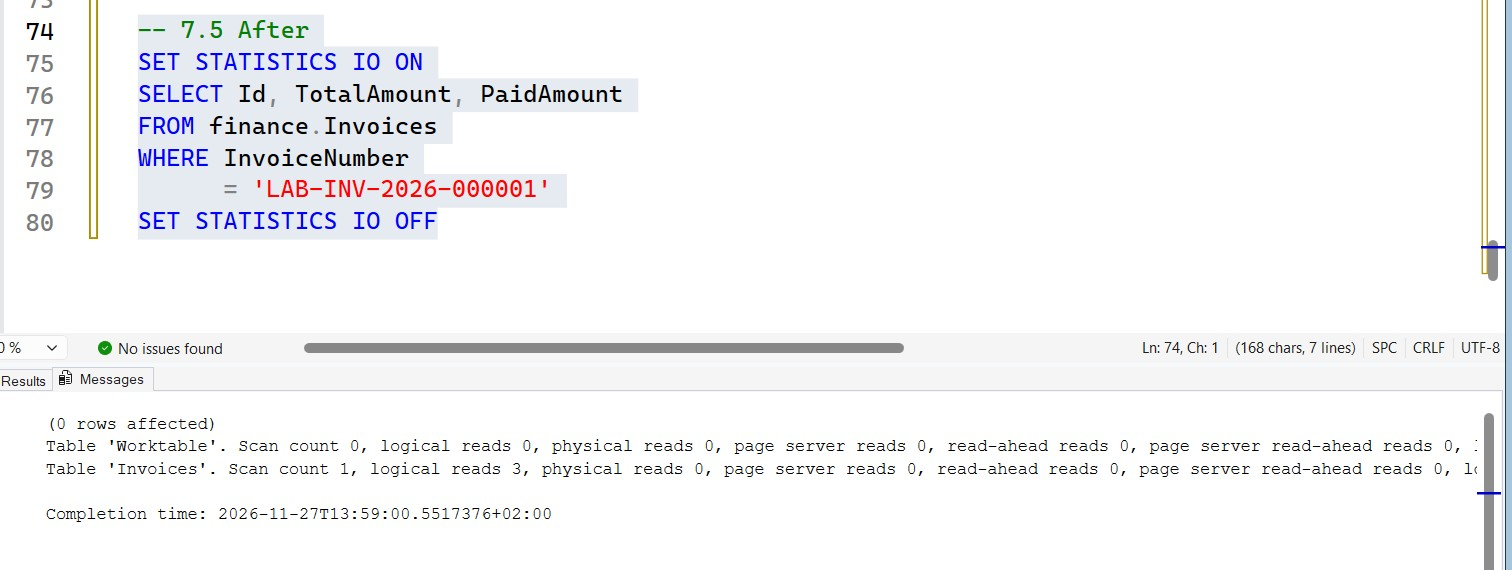 73
74 -- 7.5 After
75 SET STATISTICS IO ON
76 SELECT Id, TotalAmount, PaidAmount
77 FROM finance.Invoices
78 WHERE InvoiceNumber
79 = 'LAB-INV-2026-000001'
80 SET STATISTICS IO OFF
% No issues found Ln: 74, Ch: 1 (168 chars, 7 lines) SPC CRLF UTF-8
Results Messages
(0 rows affected)
Table 'Worktable'. Scan count 0, logical reads 0, physical reads 0, page server reads 0, read-ahead reads 0, page server read-ahead reads 0,
Table 'Invoices'. Scan count 1, logical reads 3, physical reads 0, page server reads 0, read-ahead reads 0, page server read-ahead reads 0,
Completion time: 2026-11-27T13:59:00.5517376+02:00